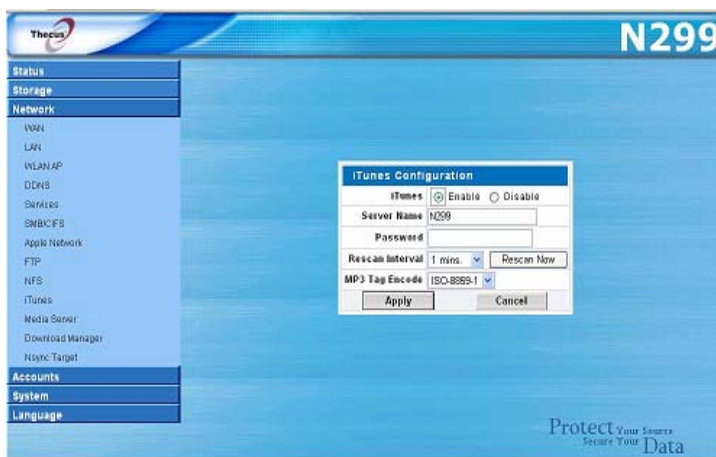 Thecus
N299
Status
Storage
Network
WAN
LAN
WLAN AP
DDNS
Services
SMB/CIFS
Apple Network
FTP
NFS
iTunes
Media Server
Download Manager
Nsync Target
Accounts
System
Language
iTunes Configuration
iTunes Enable Disable
Server Name N299
Password
Rescan Interval 1 mins. Rescan Now
MP3 Tag Encode ISO-8859-1
Apply Cancel
Protect Your Source
Secure Your Data